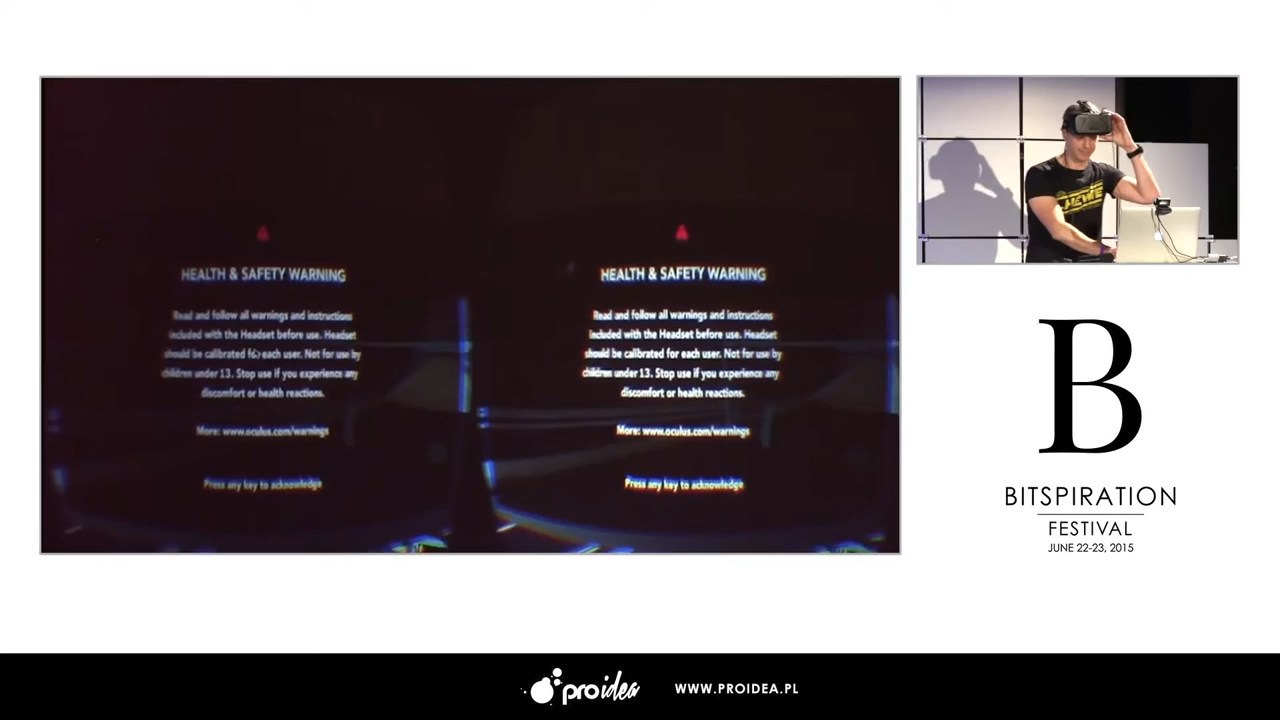 HEALTH & SAFETY WARNING
Read and follow all warnings and instructions
included with the Headset before use. Headset
should be calibrated for each user. Not for use by
children under 13. Stop use if you experience any
discomfort or health reactions.
More: www.oculus.com/warnings
Press any key to acknowledge
HEALTH & SAFETY WARNING
Read and follow all warnings and instructions
included with the Headset before use. Headset
should be calibrated for each user. Not for use by
children under 13. Stop use if you experience any
discomfort or health reactions.
More: www.oculus.com/warnings
Press any key to acknowledge
B
BITSPIRATION
FESTIVAL
JUNE 22-23, 2015
proidea
WWW.PROIDEA.PL